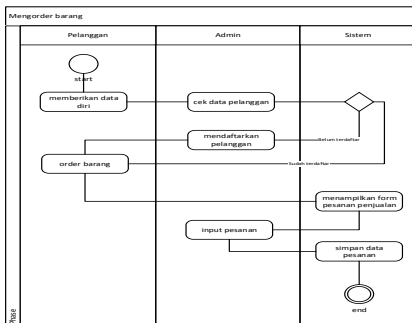 Mengorder barang
Pelanggan
Admin
Sistem
start
memberikan data
diri
cek data pelanggan
mendaftarkan
pelanggan
Belum terdaftar
order barang
Sudah terdaftar
menampilkan form
pesanan penjualan
input pesanan
simpan data
pesanan
end
Phase